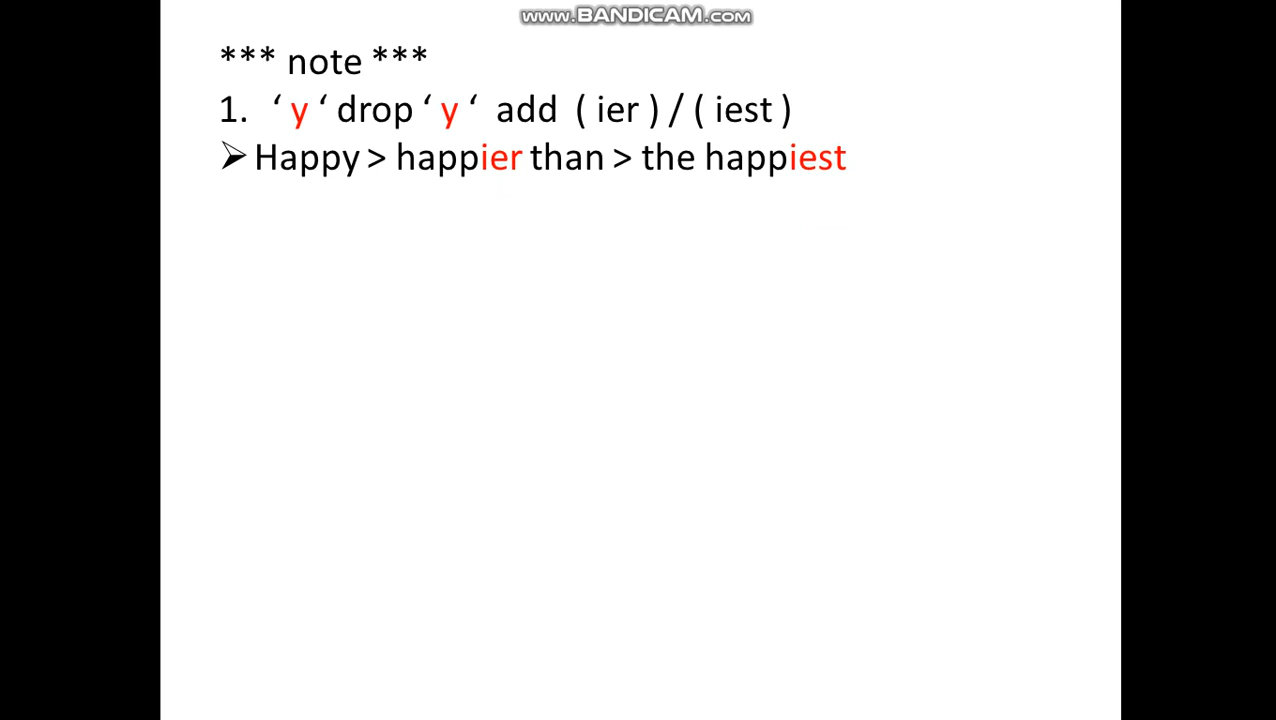 www.BANDICAM.com
*** note ***
1. ‘ y ‘ drop ‘ y ‘ add ( ier ) / ( iest )
➢ Happy > happier than > the happiest